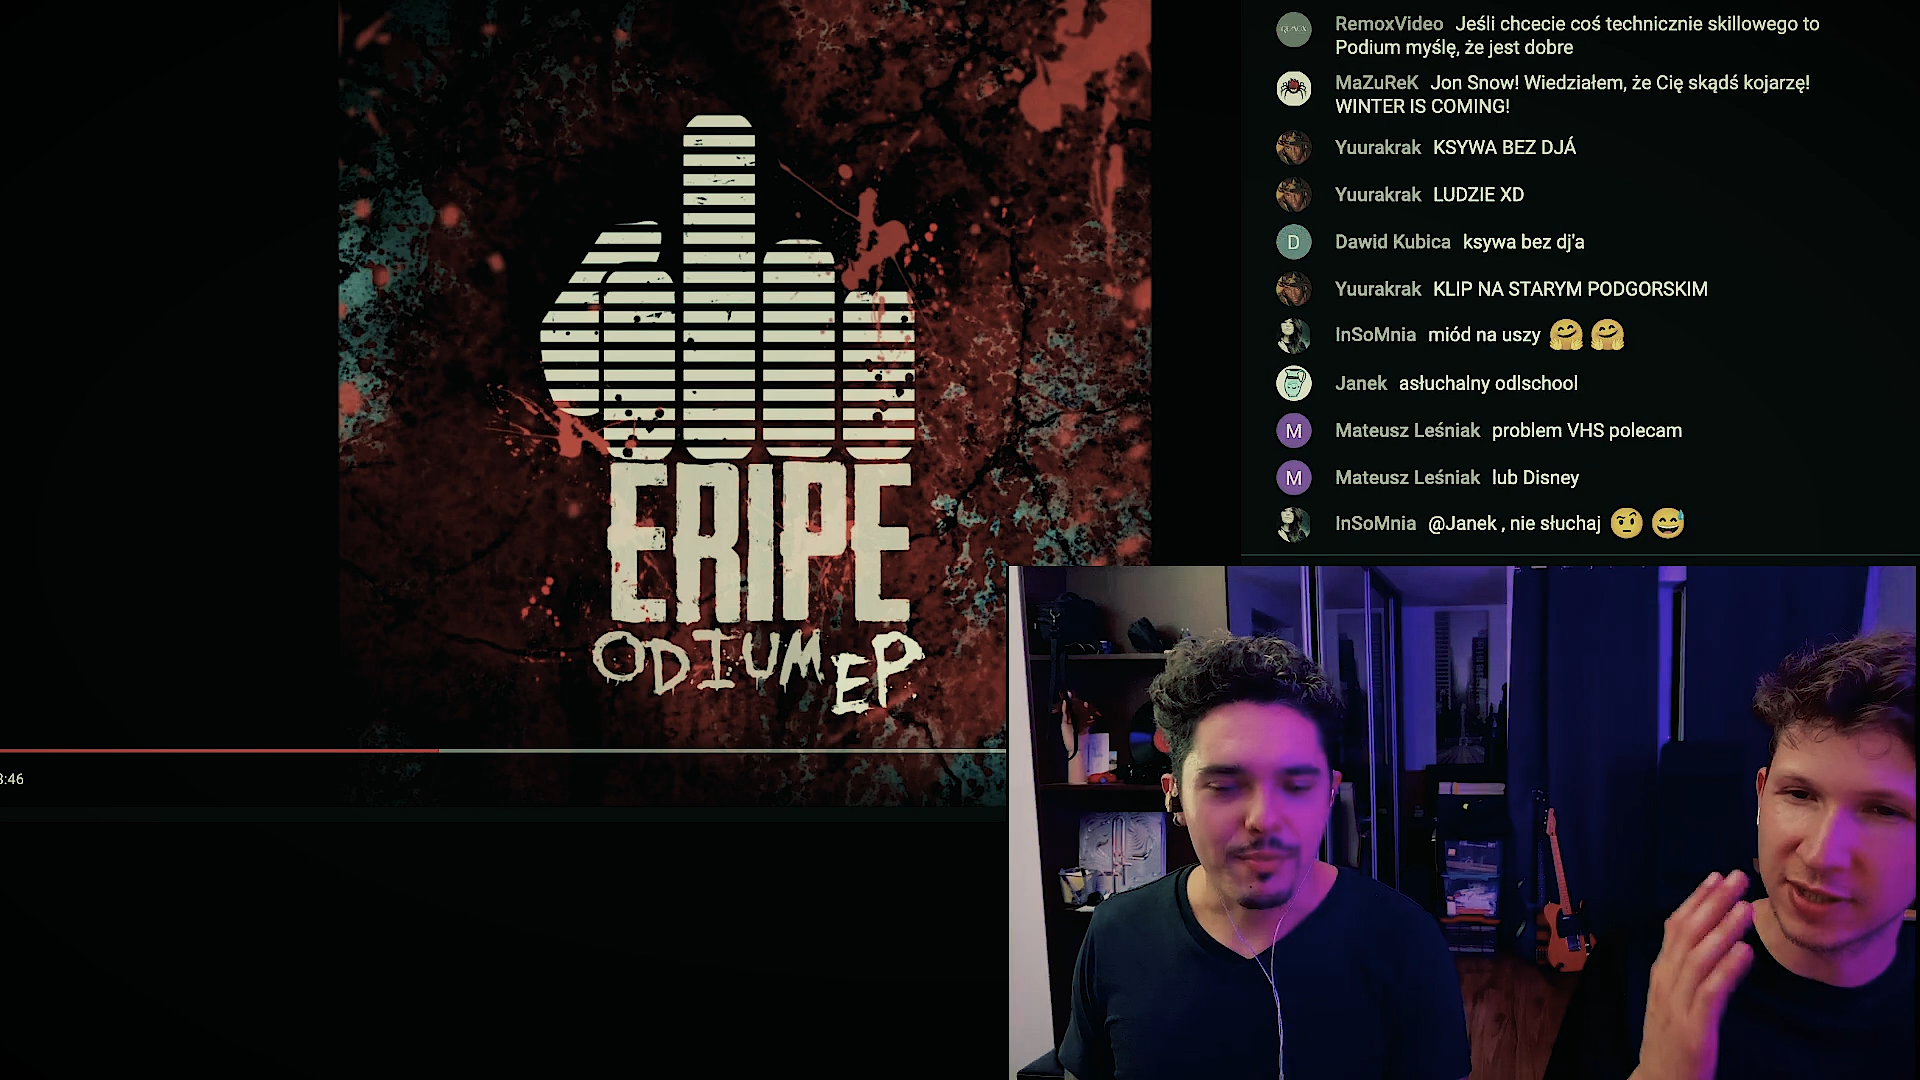 RemoxVideo Jeśli chcecie coś technicznie skillowego to
Podium myślę, że jest dobre
MaZuReK Jon Snow! Wiedziałem, że Cię skądś kojarzę!
WINTER IS COMING!
Yuurakrak KSYWA BEZ DJÁ
Yuurakrak LUDZIE XD
D Dawid Kubica ksywa bez dj'a
Yuurakrak KLIP NA STARYM PODGORSKIM
InSoMnia miód na uszy
Janek asłuchalny odlschool
M Mateusz Leśniak problem VHS polecam
M Mateusz Leśniak lub Disney
InSoMnia @Janek , nie słuchaj
ERIPE
ODIUM EP
3:46